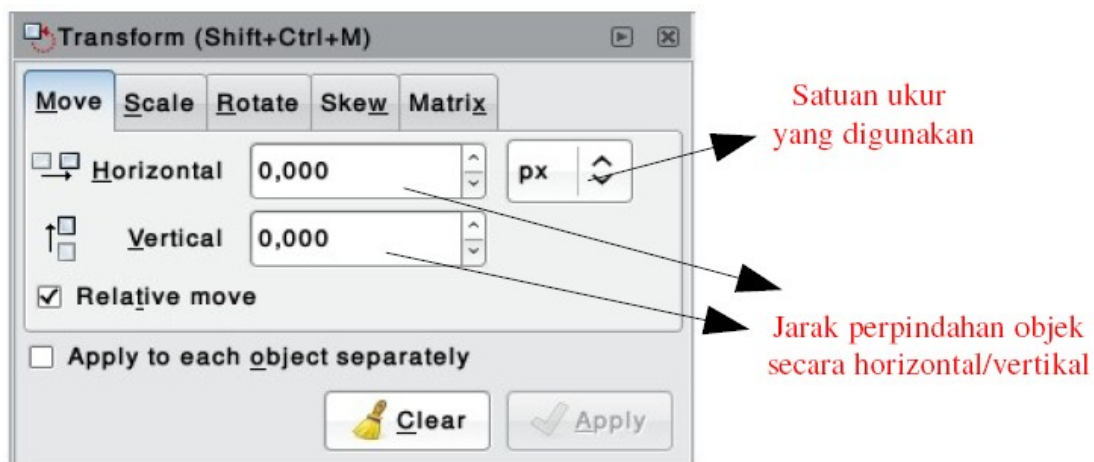 Transform (Shift+Ctrl+M)
Move Scale Rotate Skew Matrix
Horizontal 0,000 px
Vertical 0,000
Relative move
Apply to each object separately
Clear Apply
Satuan ukur
yang digunakan
Jarak perpindahan objek
secara horizontal/vertikal